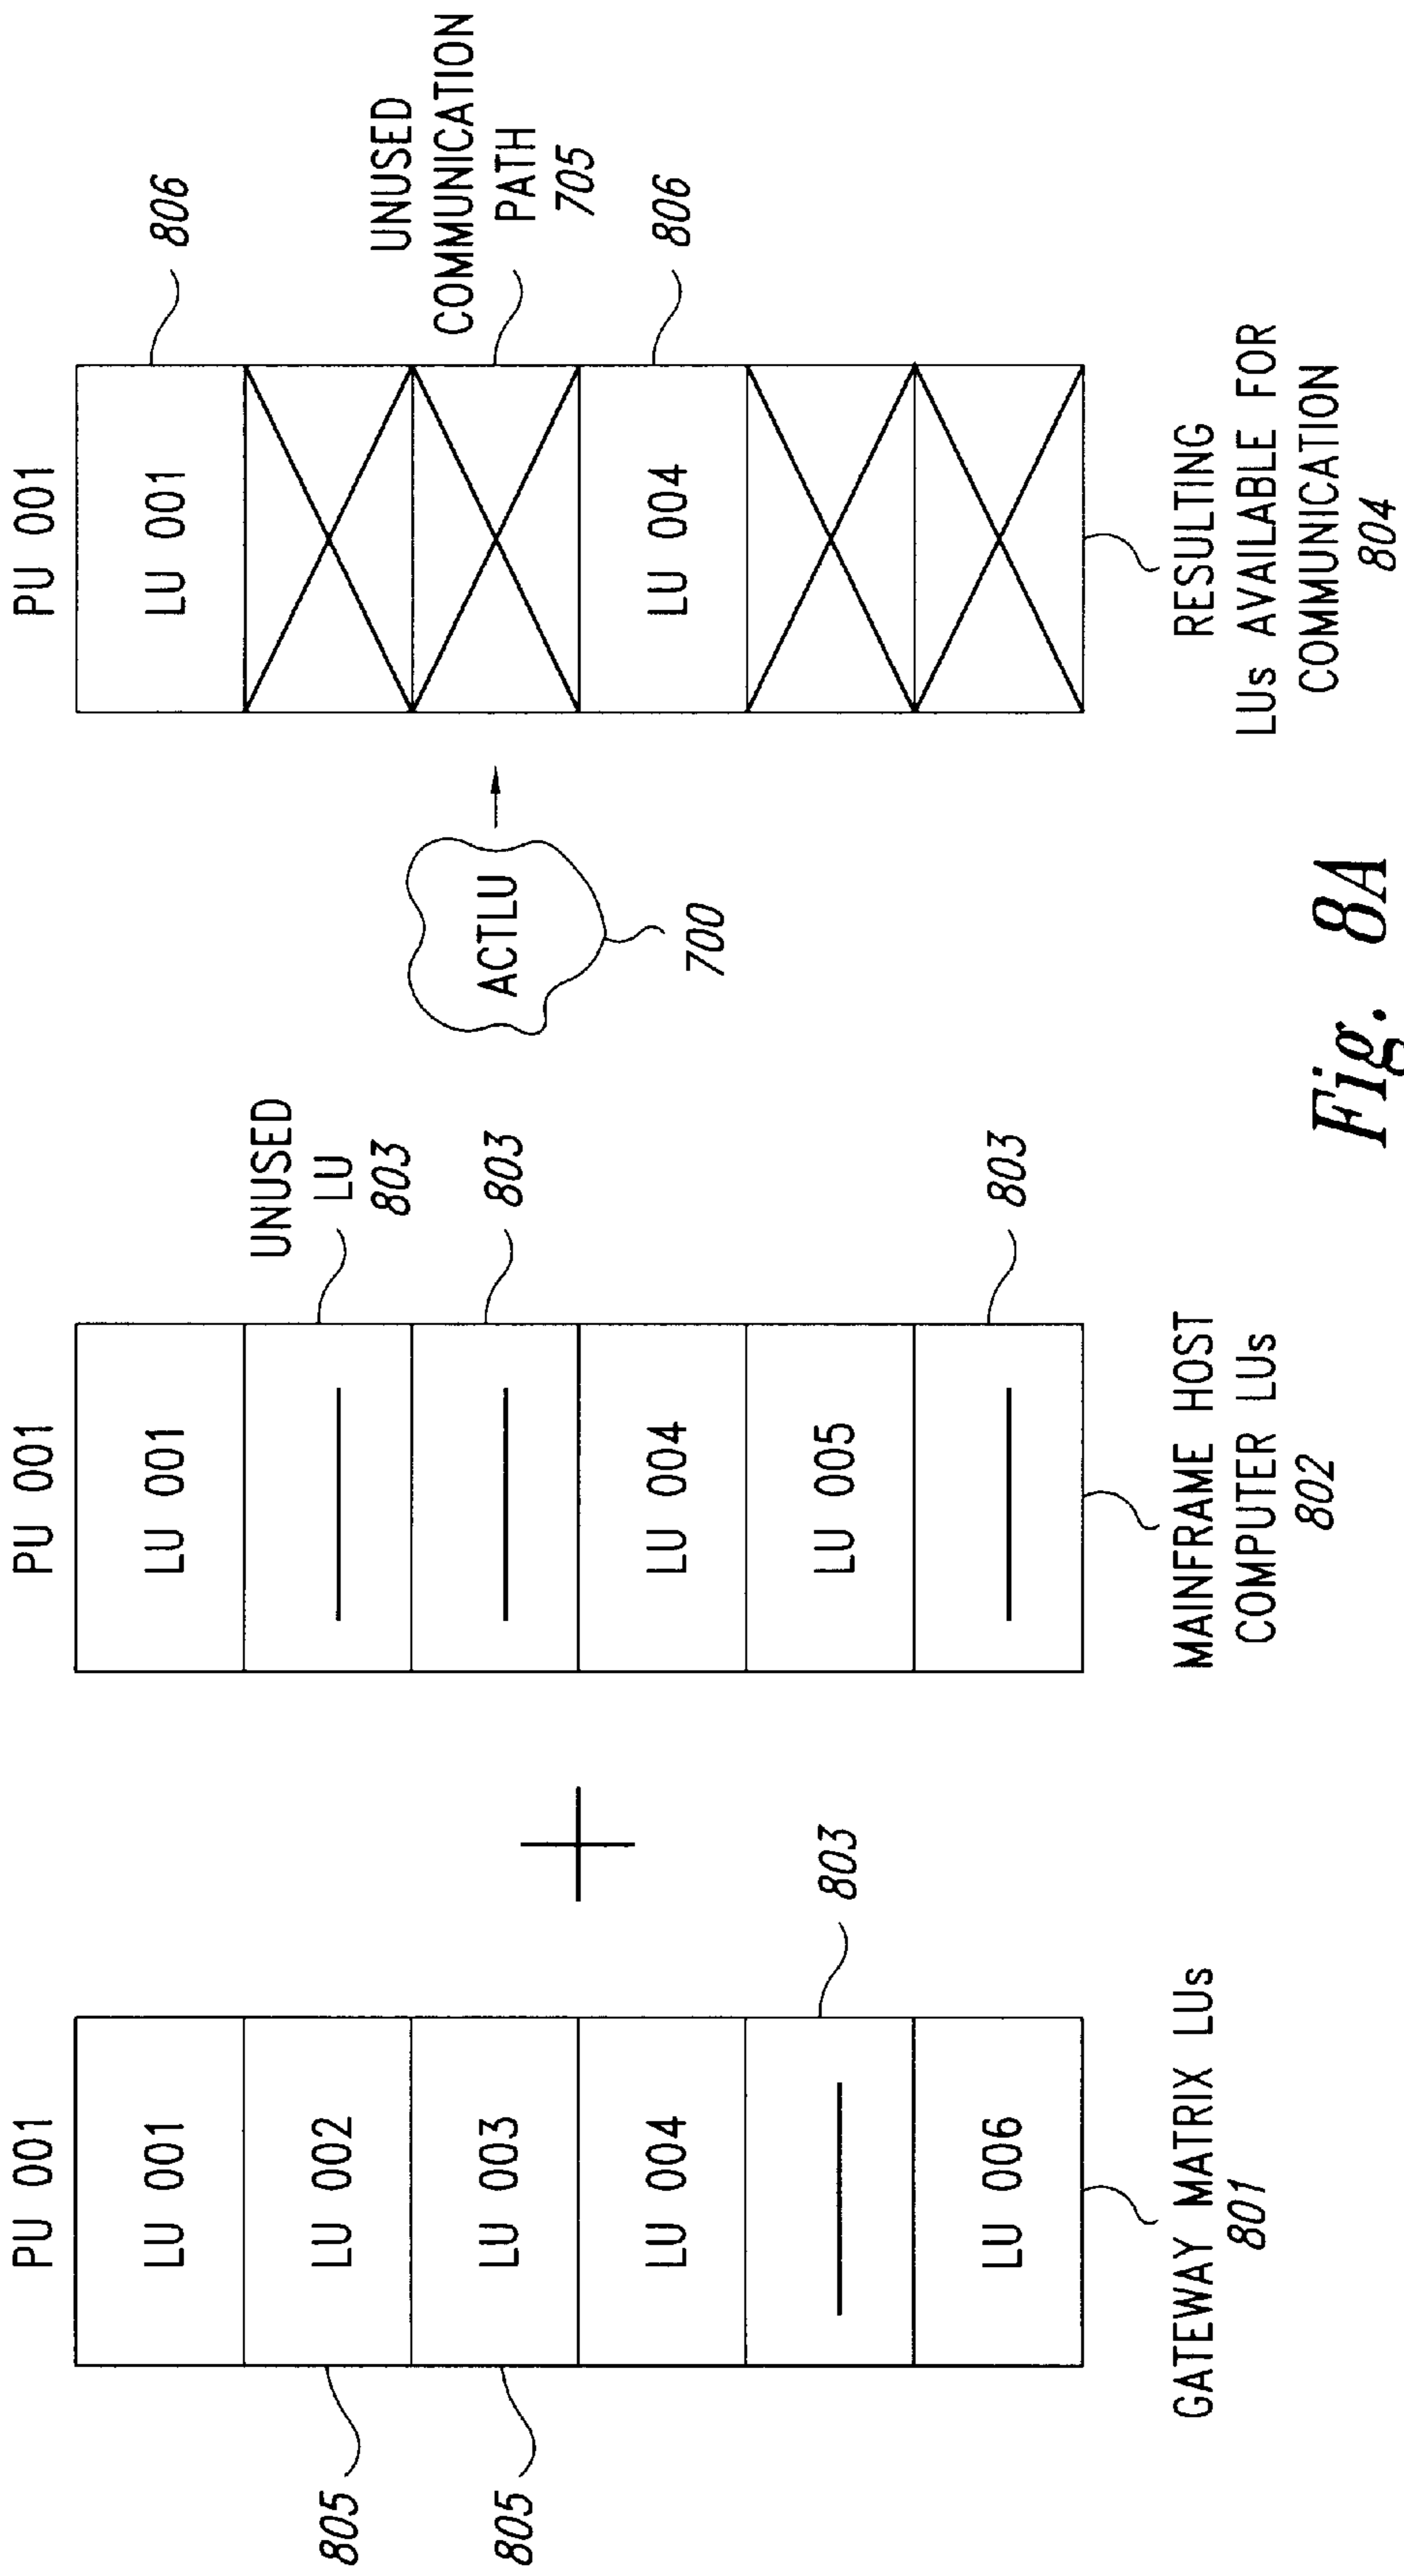 PU 001
LU 001
LU 002
LU 003
LU 004
LU 006
805
805
803
GATEWAY MATRIX LUs
801
PU 001
LU 001
LU 004
LU 005
UNUSED
LU
803
803
803
MAINFRAME HOST
COMPUTER LUs
802
ACTLU
700
PU 001
LU 001
LU 004
806
UNUSED
COMMUNICATION
PATH
705
806
RESULTING
LUs AVAILABLE FOR
COMMUNICATION
804
Fig. 8A